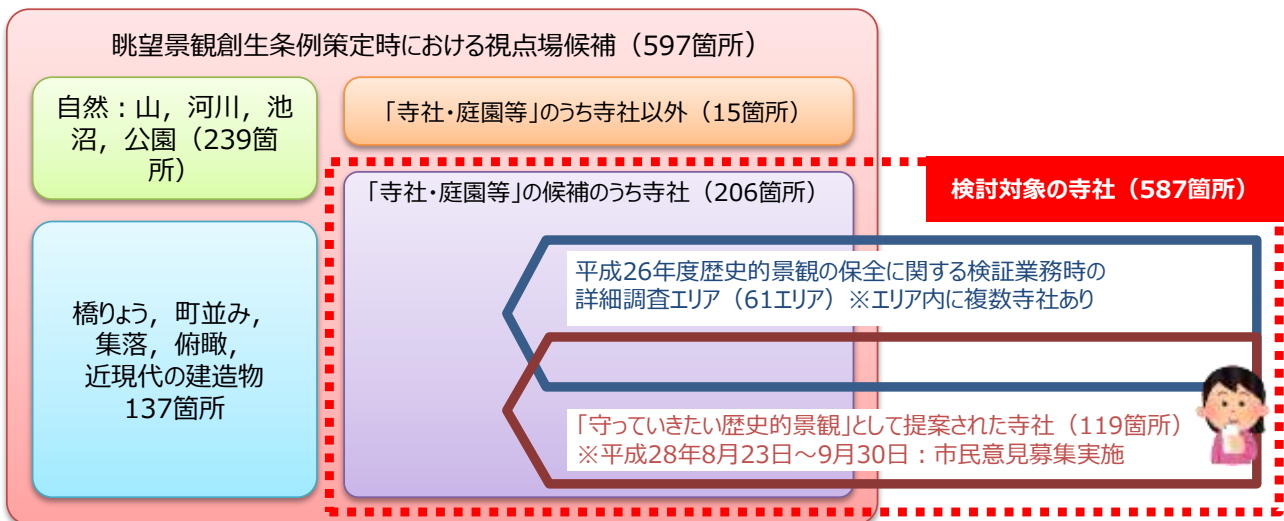 眺望景観創生条例策定時における視点場候補（597箇所）
自然：山，河川，池
沼，公園（239箇
所）
「寺社・庭園等」のうち寺社以外（15箇所）
検討対象の寺社（587箇所）
「寺社・庭園等」の候補のうち寺社（206箇所）
平成26年度歴史的景観の保全に関する検証業務時の
詳細調査エリア（61エリア）※エリア内に複数寺社あり
橋りょう，町並み，
集落，俯瞰，
近現代の建造物
137箇所
「守っていきたい歴史的景観」として提案された寺社（119箇所）
※平成28年8月23日～9月30日：市民意見募集実施